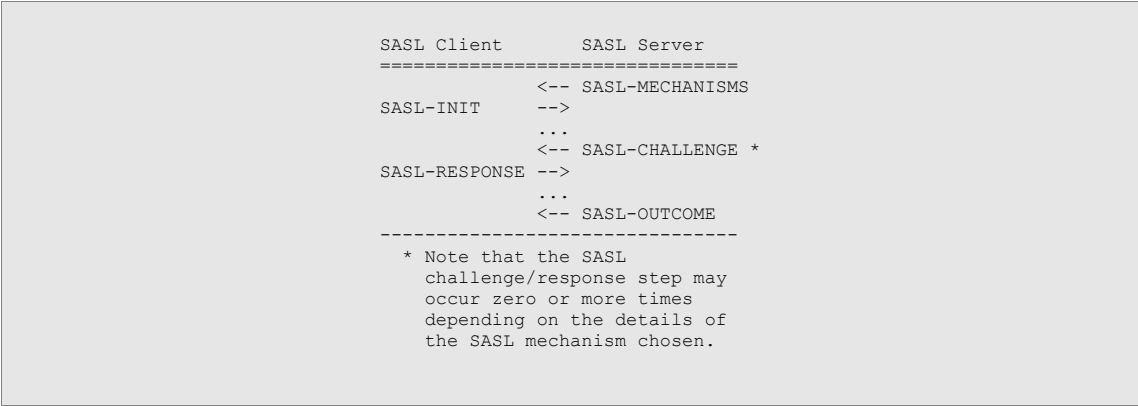 SASL Client SASL Server
================================
<-- SASL-MECHANISMS
SASL-INIT -->
...
<-- SASL-CHALLENGE *
SASL-RESPONSE -->
...
<-- SASL-OUTCOME
--------------------------------
* Note that the SASL
challenge/response step may
occur zero or more times
depending on the details of
the SASL mechanism chosen.